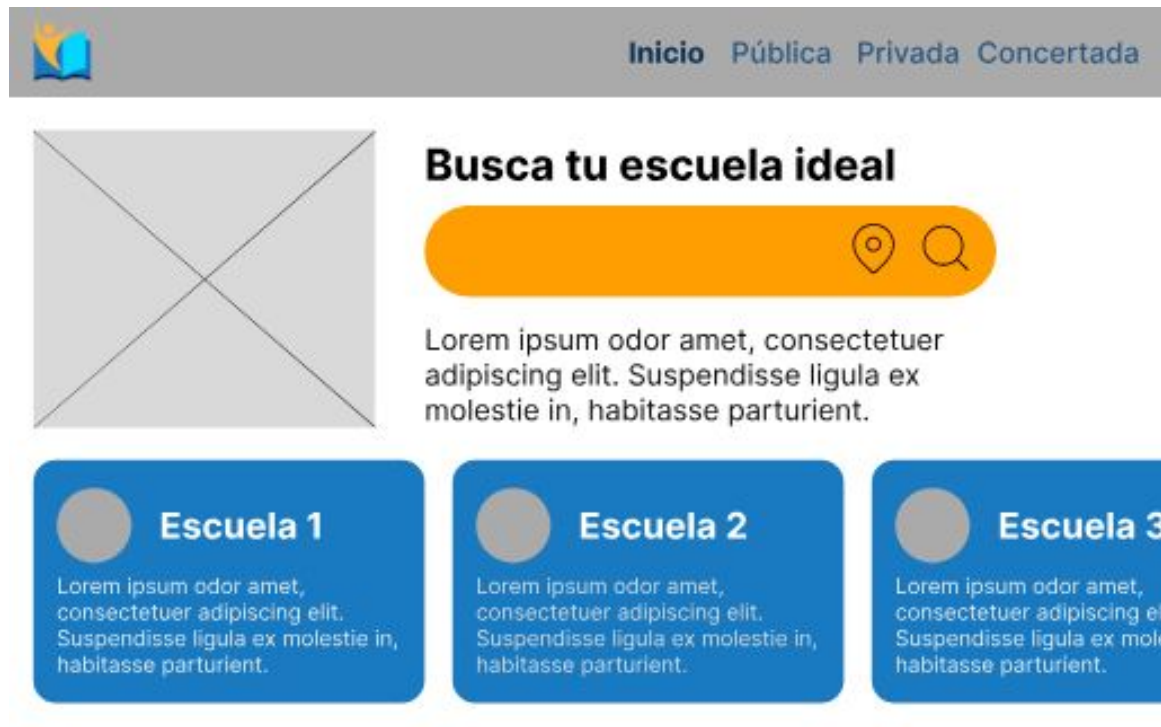 Inicio Pública Privada Concertada
Busca tu escuela ideal
Lorem ipsum odor amet, consectetuer
adipiscing elit. Suspendisse ligula ex
molestie in, habitasse parturient.
Escuela 1
Lorem ipsum odor amet,
consectetuer adipiscing elit.
Suspendisse ligula ex molestie in,
habitasse parturient.
Escuela 2
Lorem ipsum odor amet,
consectetuer adipiscing elit.
Suspendisse ligula ex molestie in,
habitasse parturient.
Escuela 3
Lorem ipsum odor amet,
consectetuer adipiscing
Suspendisse ligula ex
habitasse parturient.